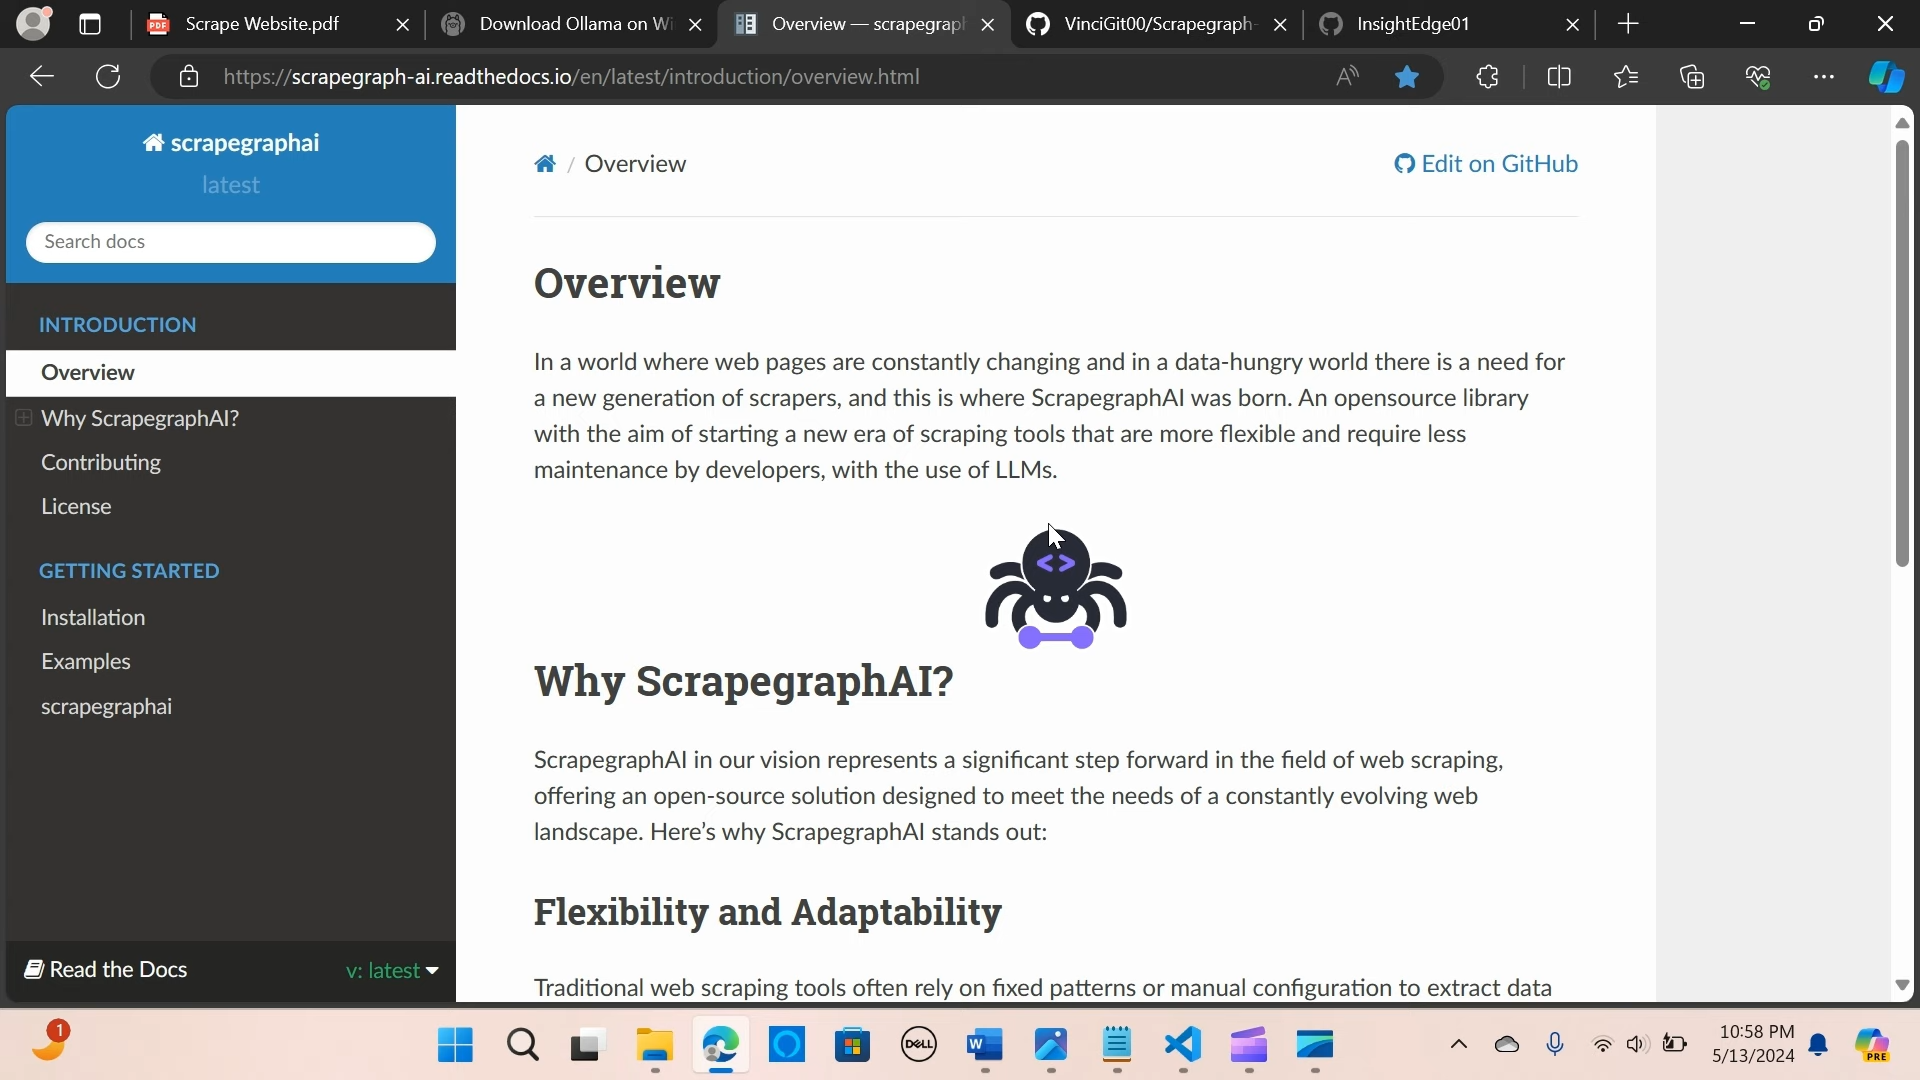 Scrape Website.pdf
Download Ollama on Wi
Overview — scrapegraph
VinciGit00/Scrapegraph-
InsightEdge01
https://scrapegraph-ai.readthedocs.io/en/latest/introduction/overview.html
scrapegraphai
latest
Search docs
INTRODUCTION
Overview
Why ScrapegraphAI?
Contributing
License
GETTING STARTED
Installation
Examples
scrapegraphai
Read the Docs
v: latest
/ Overview
Edit on GitHub
Overview
In a world where web pages are constantly changing and in a data-hungry world there is a need for
a new generation of scrapers, and this is where ScrapegraphAI was born. An opensource library
with the aim of starting a new era of scraping tools that are more flexible and require less
maintenance by developers, with the use of LLMs.
< >
Why ScrapegraphAI?
ScrapegraphAI in our vision represents a significant step forward in the field of web scraping,
offering an open-source solution designed to meet the needs of a constantly evolving web
landscape. Here's why ScrapegraphAI stands out:
Flexibility and Adaptability
Traditional web scraping tools often rely on fixed patterns or manual configuration to extract data
1
DELL
W
10:58 PM
5/13/2024
PRE